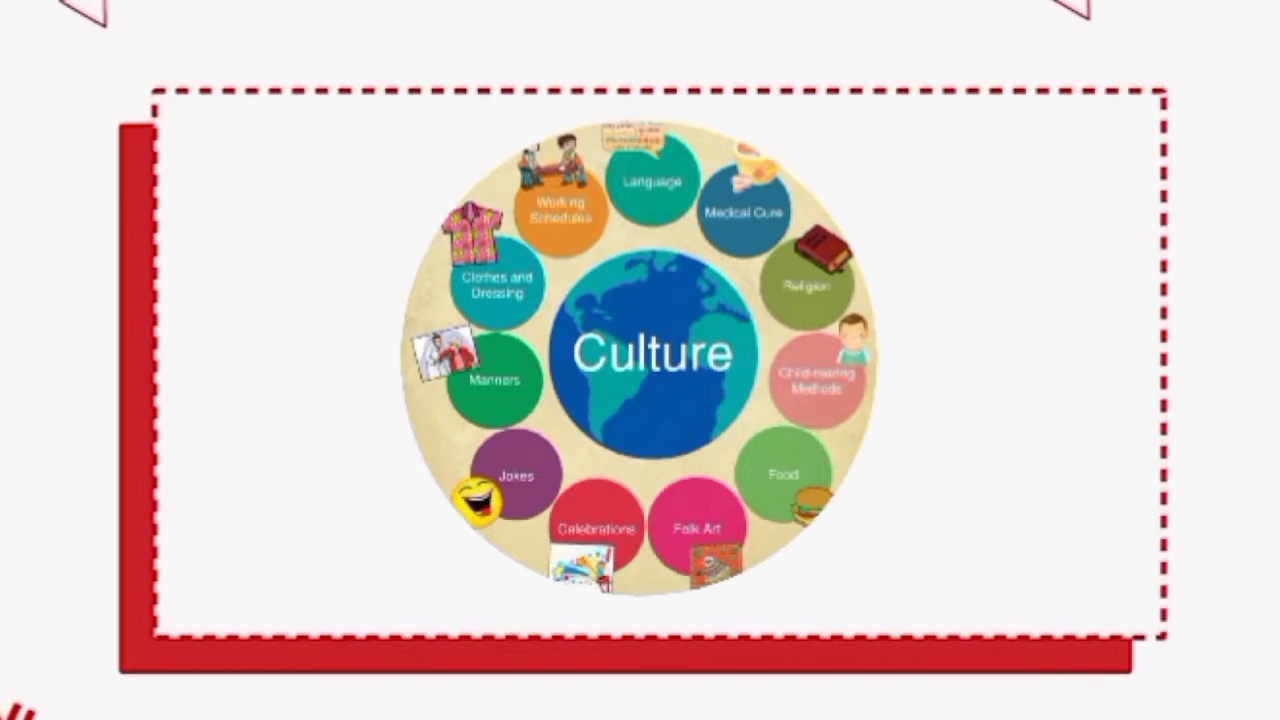 Language
Medical Cure
Religion
Child-rearing
Methods
Food
Folk Art
Celebrations
Jokes
Manners
Clothes and
Dressing
Working
Schedules
Culture